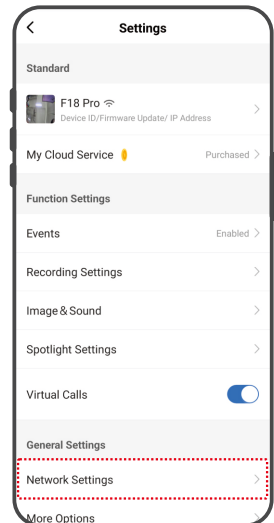 Settings
Standard
F18 Pro
Device ID/Firmware Update/ IP Address
My Cloud Service Purchased
Function Settings
Events Enabled
Recording Settings
Image & Sound
Spotlight Settings
Virtual Calls
General Settings
Network Settings
More Options